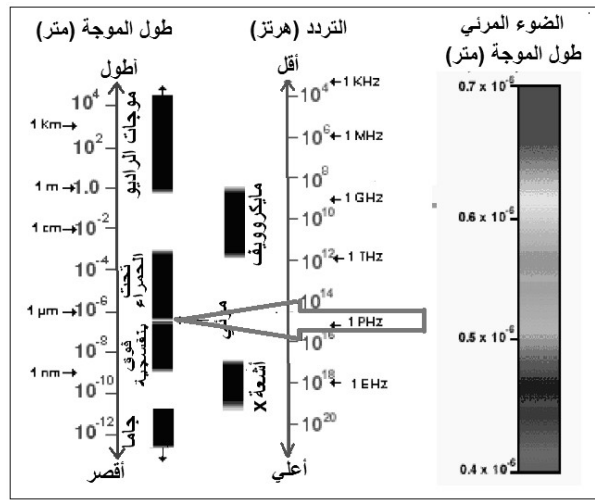 طول الموجة (متر)
أطول
10⁴
1 Km→
10²
1 m→
1.0
1 cm→
10⁻²
10⁻⁴
1 µm→
10⁻⁶
10⁻⁸
1 nm→
10⁻¹⁰
10⁻¹²
أقصر
موجات الراديو
تحت الحمراء
فوق بنفسجية
جاما
التردد (هرتز)
أقل
10⁴
←1 KHz
10⁶
←1 MHz
10⁸
←1 GHz
10¹⁰
10¹²
←1 THz
10¹⁴
←1 PHz
10¹⁶
10¹⁸
←1 EHz
10²⁰
أعلي
مايكروويف
مرئي
أشعة X
الضوء المرئي
طول الموجة (متر)
0.7 x 10⁻⁶
0.6 x 10⁻⁶
0.5 x 10⁻⁶
0.4 x 10⁻⁶